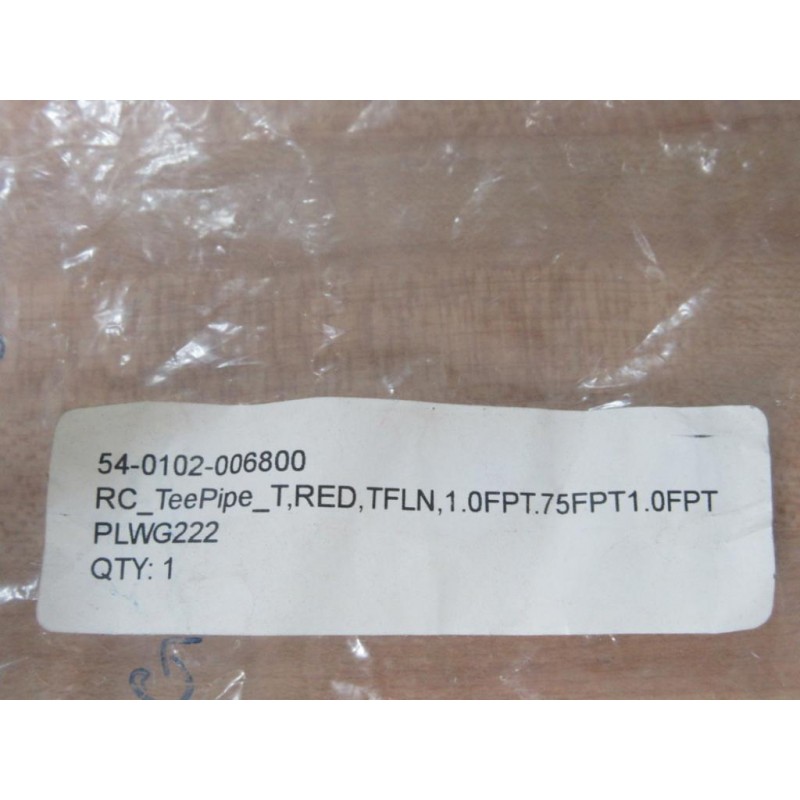 54-0102-006800
RC_TeePipe_T,RED,TFLN,1.0FPT.75FPT1.0FPT
PLWG222
QTY: 1